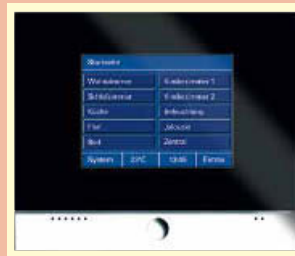 Startseite
Wohnzimmer Kinderzimmer 1
Schlafzimmer Kinderzimmer 2
Küche Beleuchtung
Flur Jalousie
Bad Zentral
System